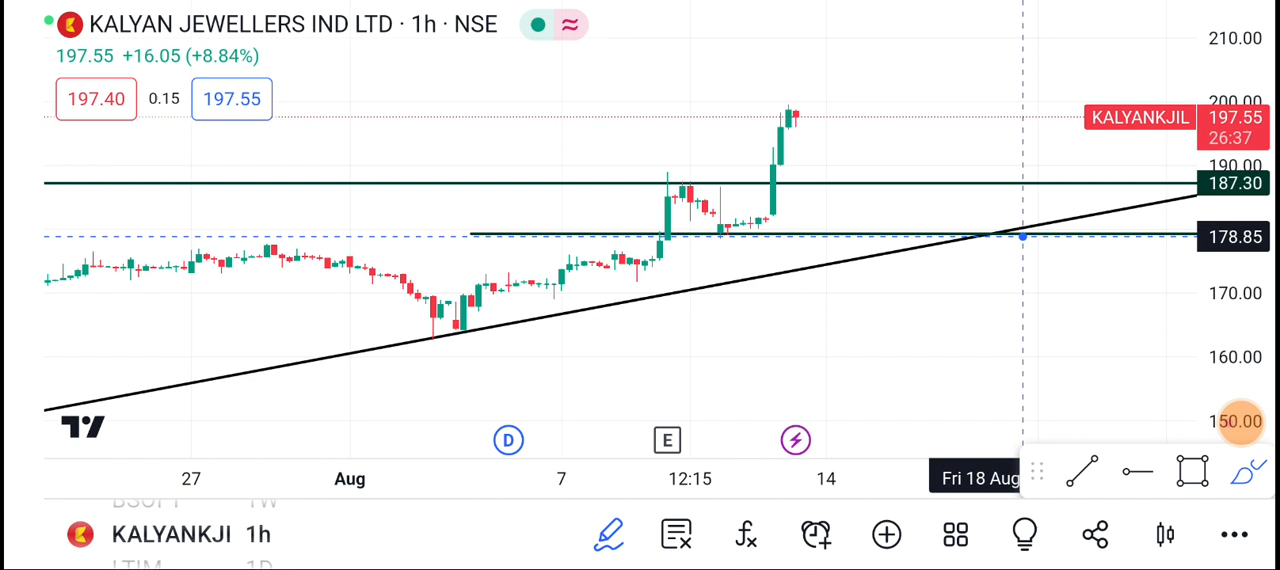 KALYAN JEWELLERS IND LTD · 1h · NSE
197.55 +16.05 (+8.84%)
197.40 0.15 197.55
210.00
200.00
KALYANKJIL 197.55
26:37
190.00
187.30
178.85
170.00
160.00
150.00
D E
27 Aug 7 12:15 14 Fri 18 Aug
KALYANKJI 1h
LTIM 1D